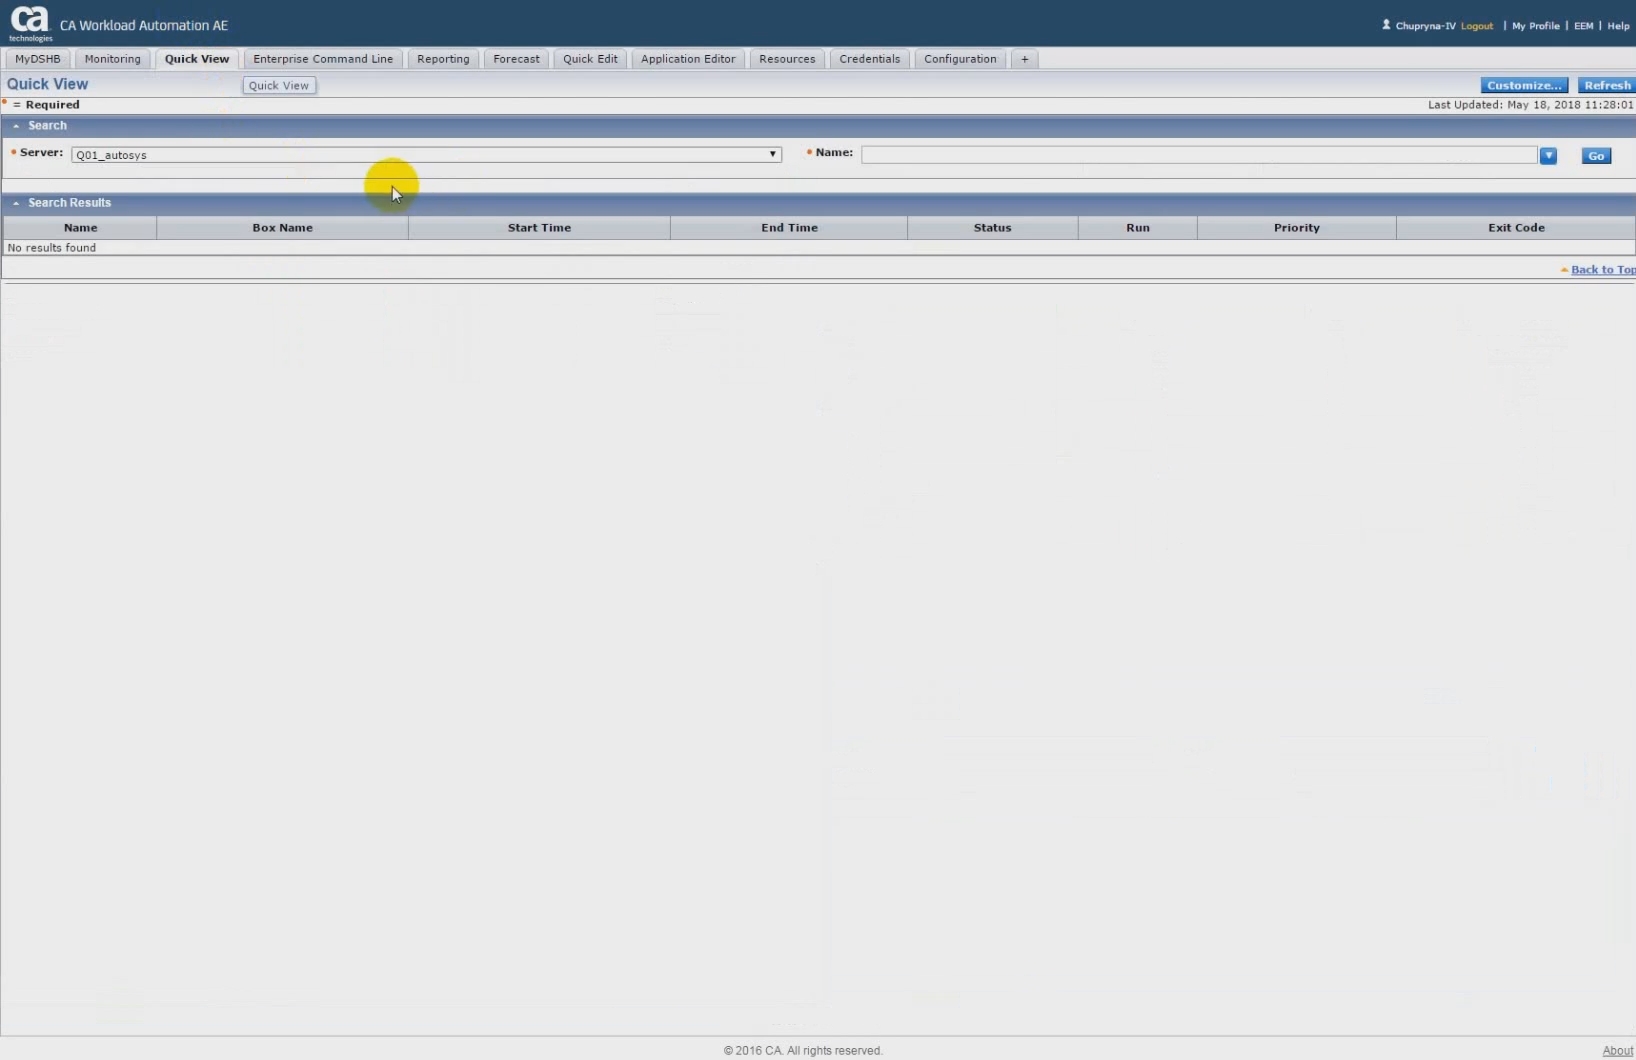 ca
technologies
CA Workload Automation AE
Chupryna-IV Logout | My Profile | EEM | Help
MyDSHB Monitoring Quick View Enterprise Command Line Reporting Forecast Quick Edit Application Editor Resources Credentials Configuration +
Quick View
Quick View
Customize... Refresh
= Required
Last Updated: May 18, 2018 11:28:01
Search
Server: Q01_autosys Name: Go
Search Results
Name Box Name Start Time End Time Status Run Priority Exit Code
No results found
Back to Top
© 2016 CA. All rights reserved.
About